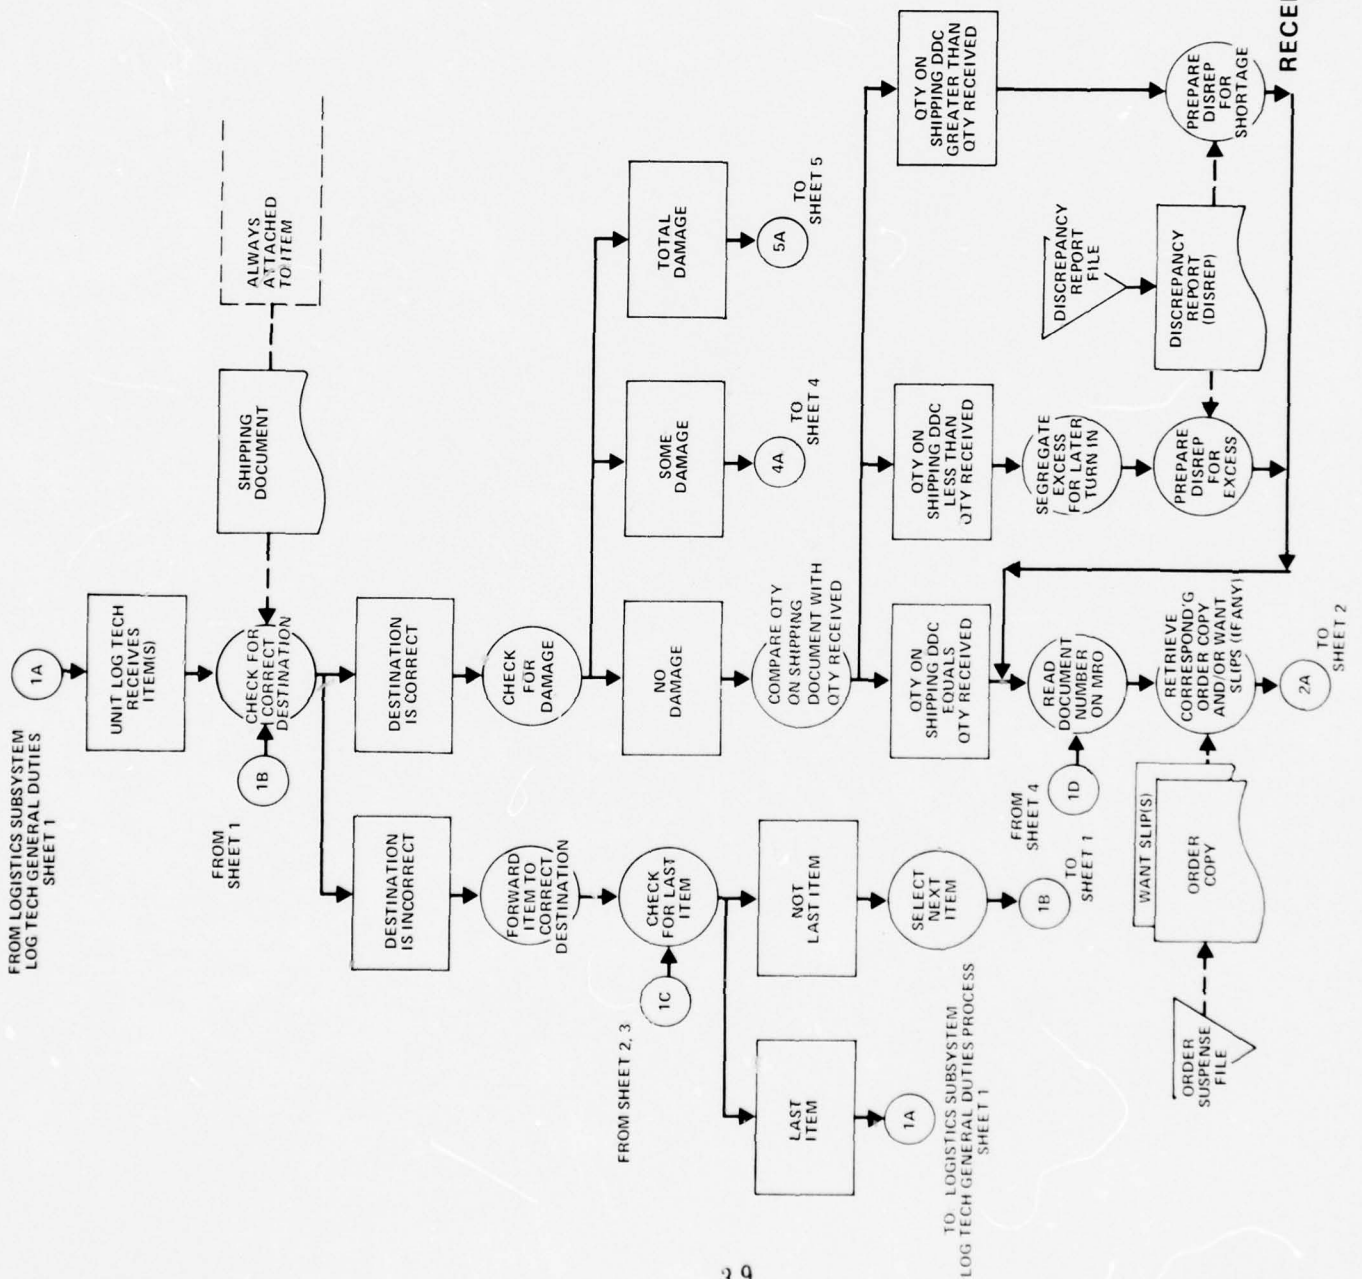 FROM LOGISTICS SUBSYSTEM
LOG TECH GENERAL DUTIES
SHEET 1
1A
UNIT LOG TECH
RECEIVES
ITEM(S)
FROM
SHEET 1
1B
CHECK FOR
CORRECT
DESTINATION
SHIPPING
DOCUMENT
ALWAYS
ATTACHED
TO ITEM
DESTINATION
IS INCORRECT
DESTINATION
IS CORRECT
FORWARD
ITEM TO
CORRECT
DESTINATION
CHECK
FOR
DAMAGE
FROM SHEET 2, 3
1C
CHECK
FOR LAST
ITEM
NO
DAMAGE
SOME
DAMAGE
TOTAL
DAMAGE
4A
TO
SHEET 4
5A
TO
SHEET 5
LAST
ITEM
NOT
LAST ITEM
COMPARE QTY
ON SHIPPING
DOCUMENT WITH
QTY RECEIVED
1A
TO LOGISTICS SUBSYSTEM
LOG TECH GENERAL DUTIES PROCESS
SHEET 1
SELECT
NEXT
ITEM
1B
TO
SHEET 1
QTY ON
SHIPPING DDC
EQUALS
QTY RECEIVED
QTY ON
SHIPPING DDC
LESS THAN
QTY RECEIVED
QTY ON
SHIPPING DDC
GREATER THAN
QTY RECEIVED
FROM
SHEET 4
1D
READ
DOCUMENT
NUMBER
ON MRO
SEGREGATE
EXCESS
FOR LATER
TURN IN
DISCREPANCY
REPORT
FILE
ORDER
SUSPENSE
FILE
WANT SLIP(S)
ORDER
COPY
RETRIEVE
CORRESPOND'G
ORDER COPY
AND/OR WANT
SLIPS (IF ANY)
PREPARE
DISREP
FOR
EXCESS
DISCREPANCY
REPORT
(DISREP)
PREPARE
DISREP
FOR
SHORTAGE
2A
TO
SHEET 2
RECEI
39